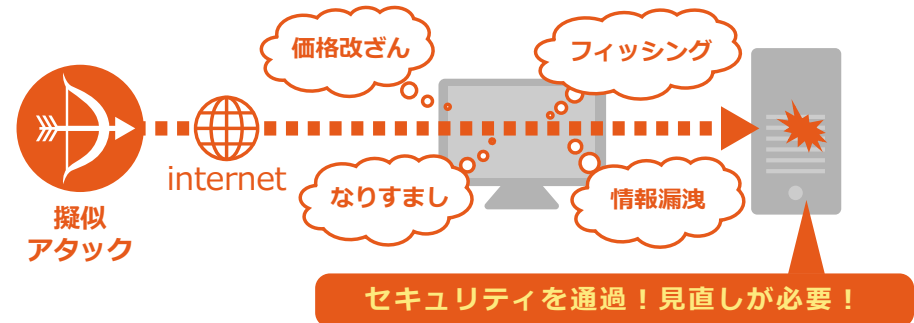 価格改ざん
フィッシング
internet
なりすまし
情報漏洩
擬似
アタック
セキュリティを通過！見直しが必要！